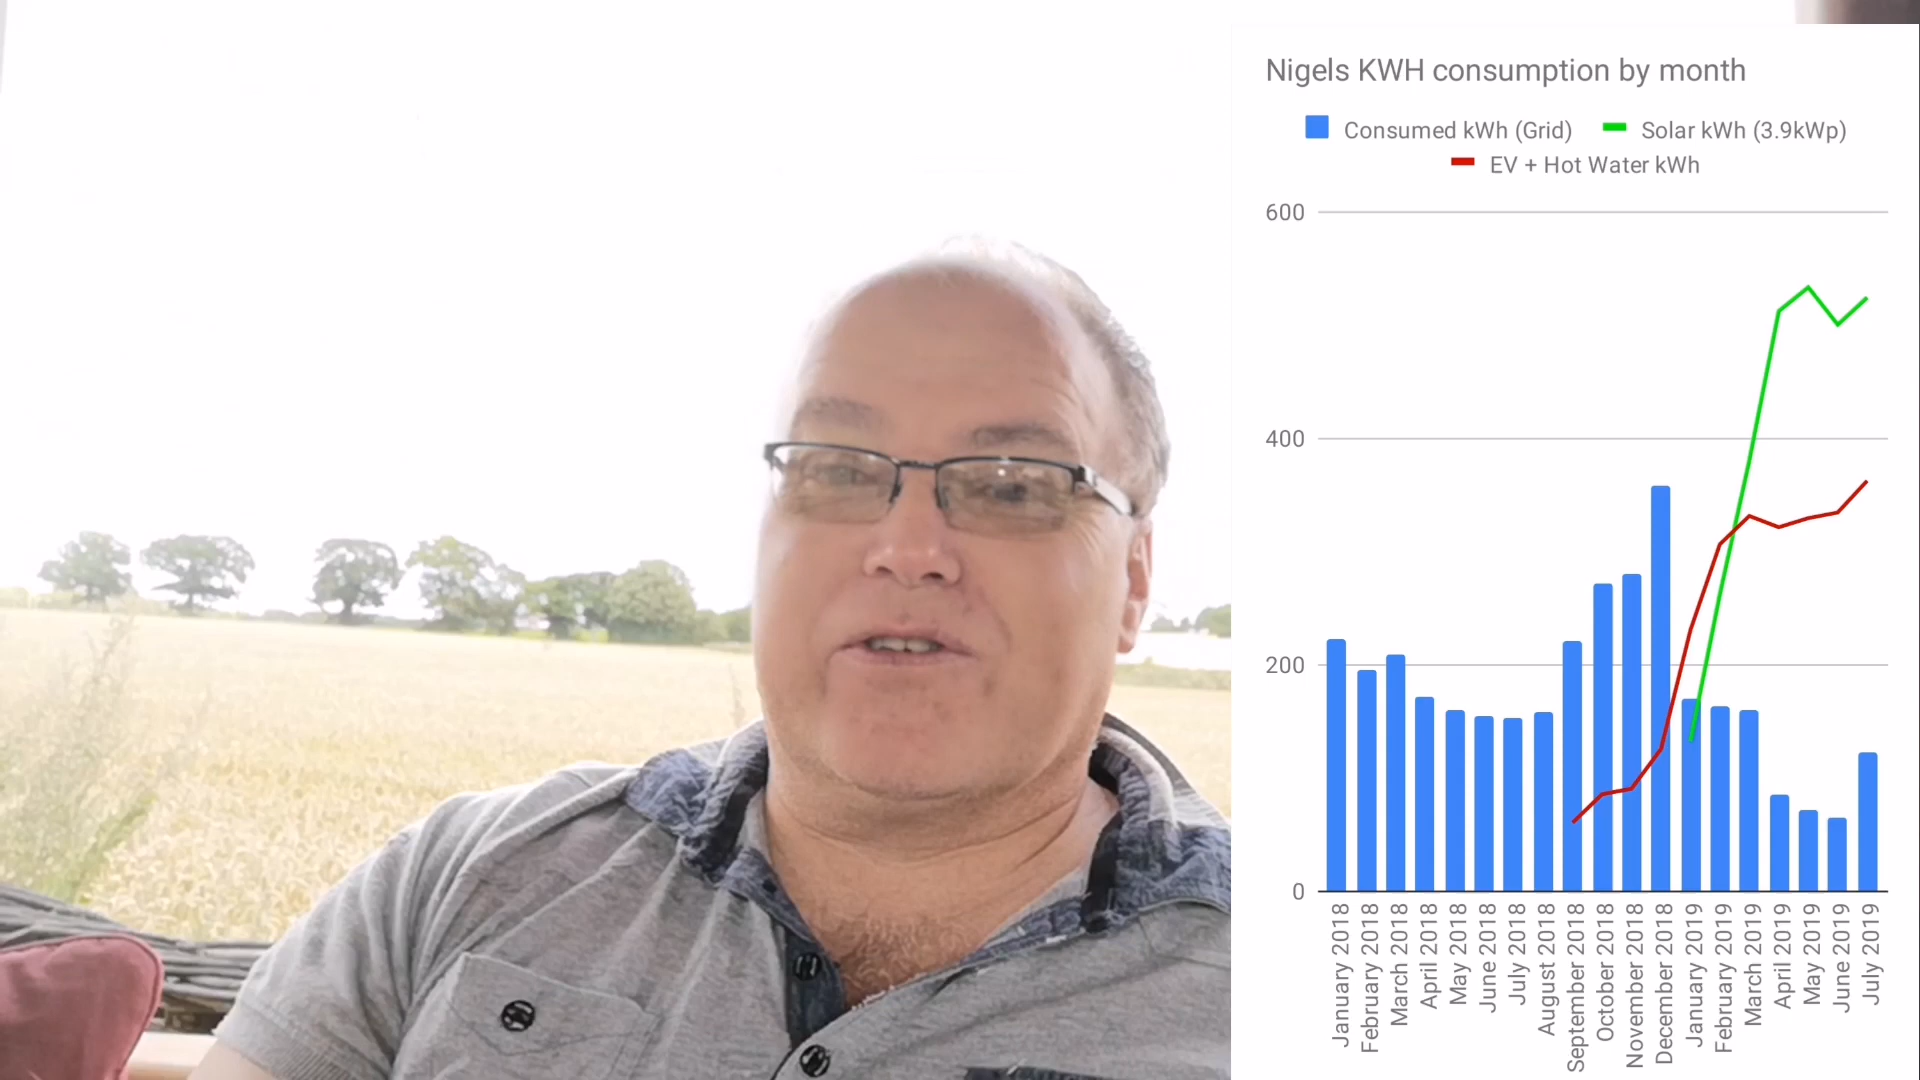 Nigels KWH consumption by month
Consumed kWh (Grid)
Solar kWh (3.9kWp)
EV + Hot Water kWh
600
400
200
0
January 2018
February 2018
March 2018
April 2018
May 2018
June 2018
July 2018
August 2018
September 2018
October 2018
November 2018
December 2018
January 2019
February 2019
March 2019
April 2019
May 2019
June 2019
July 2019